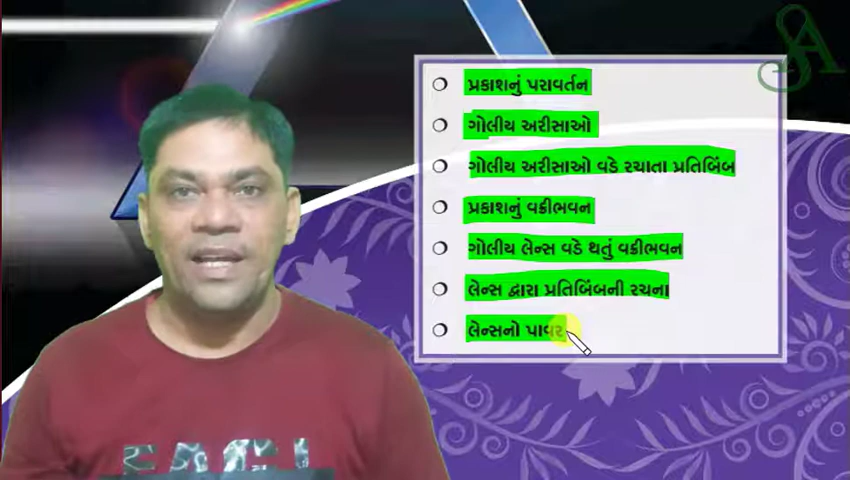 પ્રકાશનું પરાવર્તન
ગોલીય અરીસાઓ
ગોલીય અરીસાઓ વડે રચાતા પ્રતિબિંબ
પ્રકાશનું વક્રીભવન
ગોલીય લેન્સ વડે થતું વક્રીભવન
લેન્સ દ્વારા પ્રતિબિંબની રચના
લેન્સનો પાવર